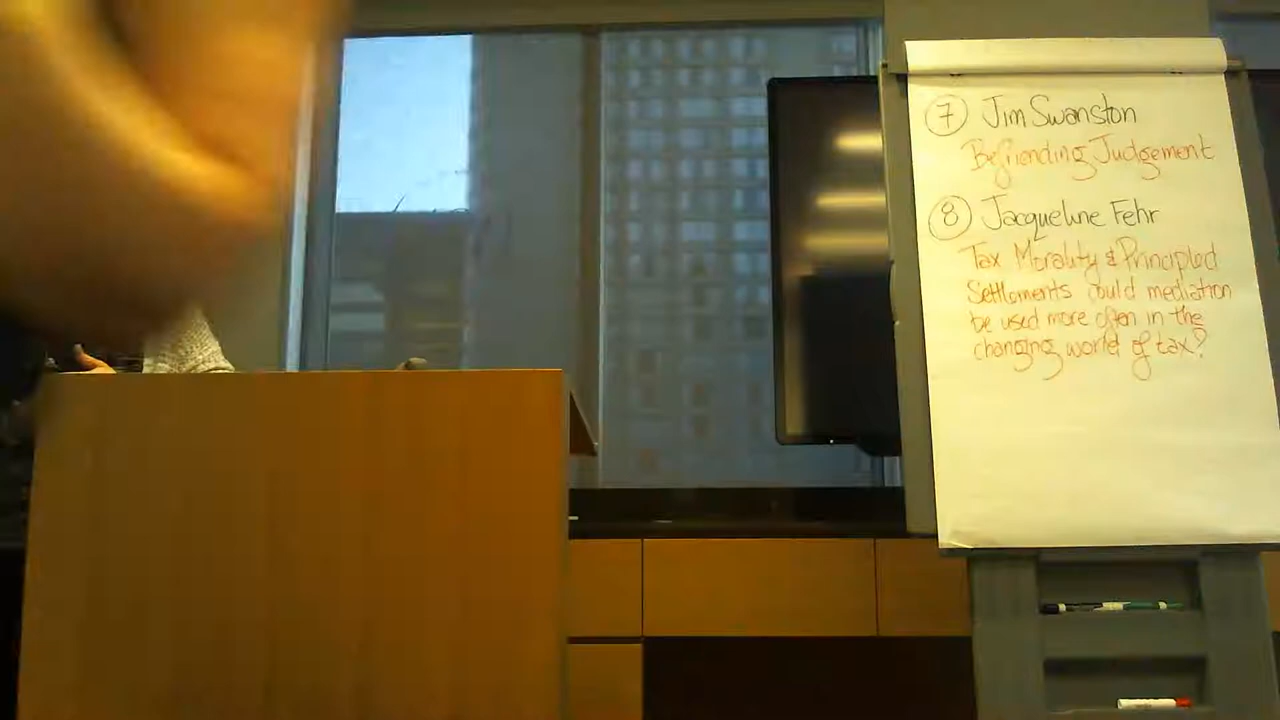 7 Jim Swanston
Befriending Judgement
8 Jacqueline Fehr
Tax Morality & Principled
Settlements could mediation
be used more often in the
changing world of tax?